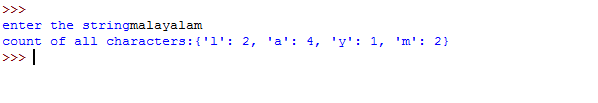 >>>
enter the stringmalayalam
count of all characters:{'l': 2, 'a': 4, 'y': 1, 'm': 2}
>>>